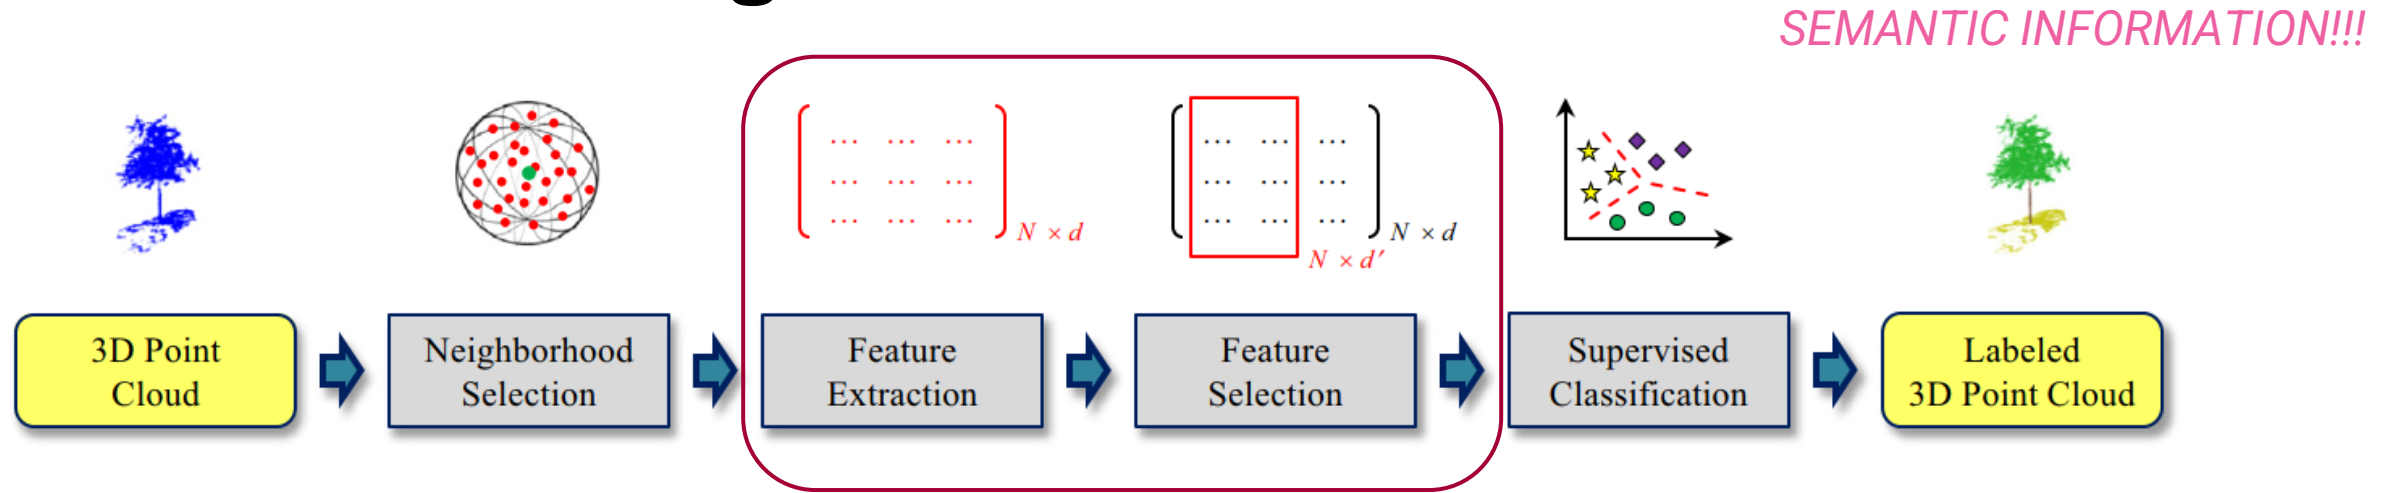 SEMANTIC INFORMATION!!!
... ... ...
... ... ...
... ... ...
N × d
... ... ...
... ... ...
... ... ...
N × d
N × d′
3D Point
Cloud
Neighborhood
Selection
Feature
Extraction
Feature
Selection
Supervised
Classification
Labeled
3D Point Cloud